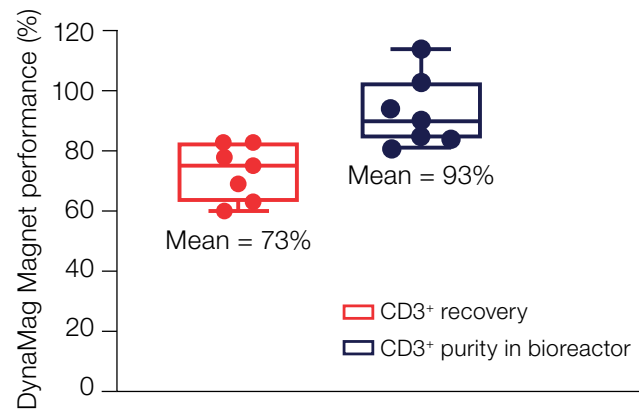 DynaMag Magnet performance (%)
120
100
80
60
40
20
0
Mean = 73%
Mean = 93%
CD3⁺ recovery
CD3⁺ purity in bioreactor